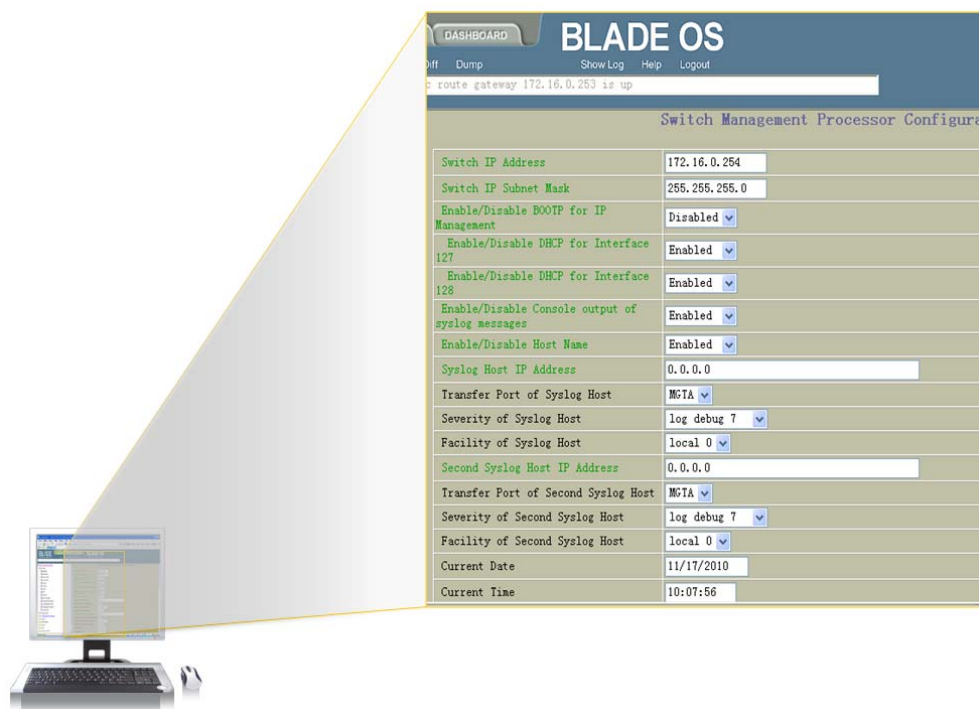 DASHBOARD
BLADE OS
Diff Dump Show Log Help Logout
c route gateway 172.16.0.253 is up
Switch Management Processor Configura
Switch IP Address 172.16.0.254
Switch IP Subnet Mask 255.255.255.0
Enable/Disable BOOTP for IP
Management Disabled
Enable/Disable DHCP for Interface
127 Enabled
Enable/Disable DHCP for Interface
128 Enabled
Enable/Disable Console output of
syslog messages Enabled
Enable/Disable Host Name Enabled
Syslog Host IP Address 0.0.0.0
Transfer Port of Syslog Host MGTA
Severity of Syslog Host log debug 7
Facility of Syslog Host local 0
Second Syslog Host IP Address 0.0.0.0
Transfer Port of Second Syslog Host MGTA
Severity of Second Syslog Host log debug 7
Facility of Second Syslog Host local 0
Current Date 11/17/2010
Current Time 10:07:56